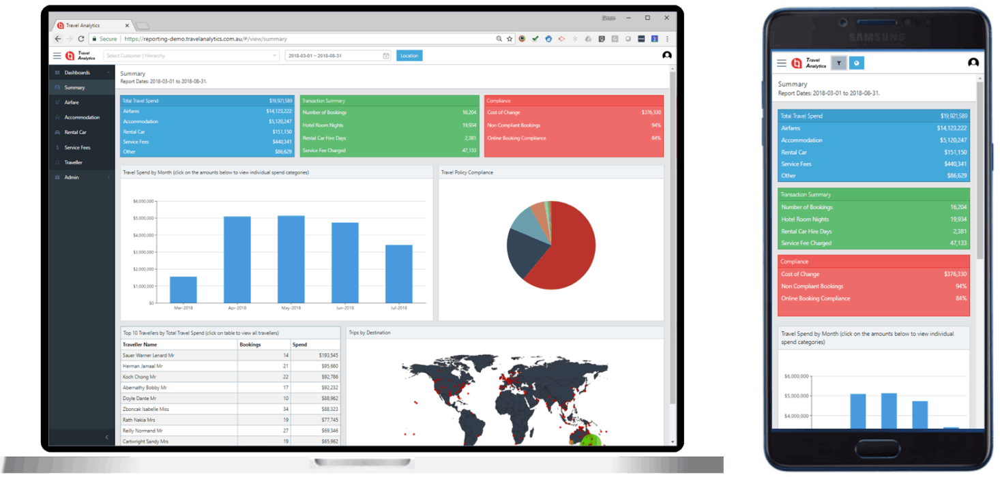 Simon
Travel Analytics
Secure | https://reporting-demo.travelanalytics.com.au/#/view/summary
Travel Analytics
Select Customer | Hierarchy
2018-03-01 ~ 2018-08-31
Location
Dashboards
Summary
Airfare
Accommodation
Rental Car
Service Fees
Traveller
Admin
Summary
Report Dates: 2018-03-01 to 2018-08-31.
Total Travel Spend $19,921,589
Airfares $14,123,222
Accommodation $5,120,247
Rental Car $151,150
Service Fees $440,341
Other $86,629
Transaction Summary
Number of Bookings 16,204
Hotel Room Nights 19,934
Rental Car Hire Days 2,381
Service Fee Charged 47,133
Compliance
Cost of Change $376,330
Non Compliant Bookings 94%
Online Booking Compliance 84%
Travel Spend by Month (click on the amounts below to view individual spend categories)
$6,000,000
$5,000,000
$4,000,000
$3,000,000
$2,000,000
$1,000,000
$0
Mar-2018 Apr-2018 May-2018 Jun-2018 Jul-2018
Travel Policy Compliance
Top 10 Travellers by Total Travel Spend (click on table to view all travellers)
Traveller Name Bookings Spend
Sauer Warner Lenard Mr 14 $193,545
Herman Jamaal Mr 21 $95,660
Koch Chong Mr 22 $92,786
Abernathy Bobby Mr 17 $92,232
Doyle Dante Mr 10 $88,962
Zboncak Isabelle Miss 34 $88,323
Rath Nakia Mrs 19 $77,745
Reilly Normand Mr 27 $69,346
Cartwright Sandy Mrs 19 $65,962
Trips by Destination
SAMSUNG
Travel Analytics
Summary
Report Dates: 2018-03-01 to 2018-08-31.
Total Travel Spend $19,921,589
Airfares $14,123,222
Accommodation $5,120,247
Rental Car $151,150
Service Fees $440,341
Other $86,629
Transaction Summary
Number of Bookings 16,204
Hotel Room Nights 19,934
Rental Car Hire Days 2,381
Service Fee Charged 47,133
Compliance
Cost of Change $376,330
Non Compliant Bookings 94%
Online Booking Compliance 84%
Travel Spend by Month (click on the amounts below to view individual
spend categories)
$6,000,000
$5,000,000
$4,000,000